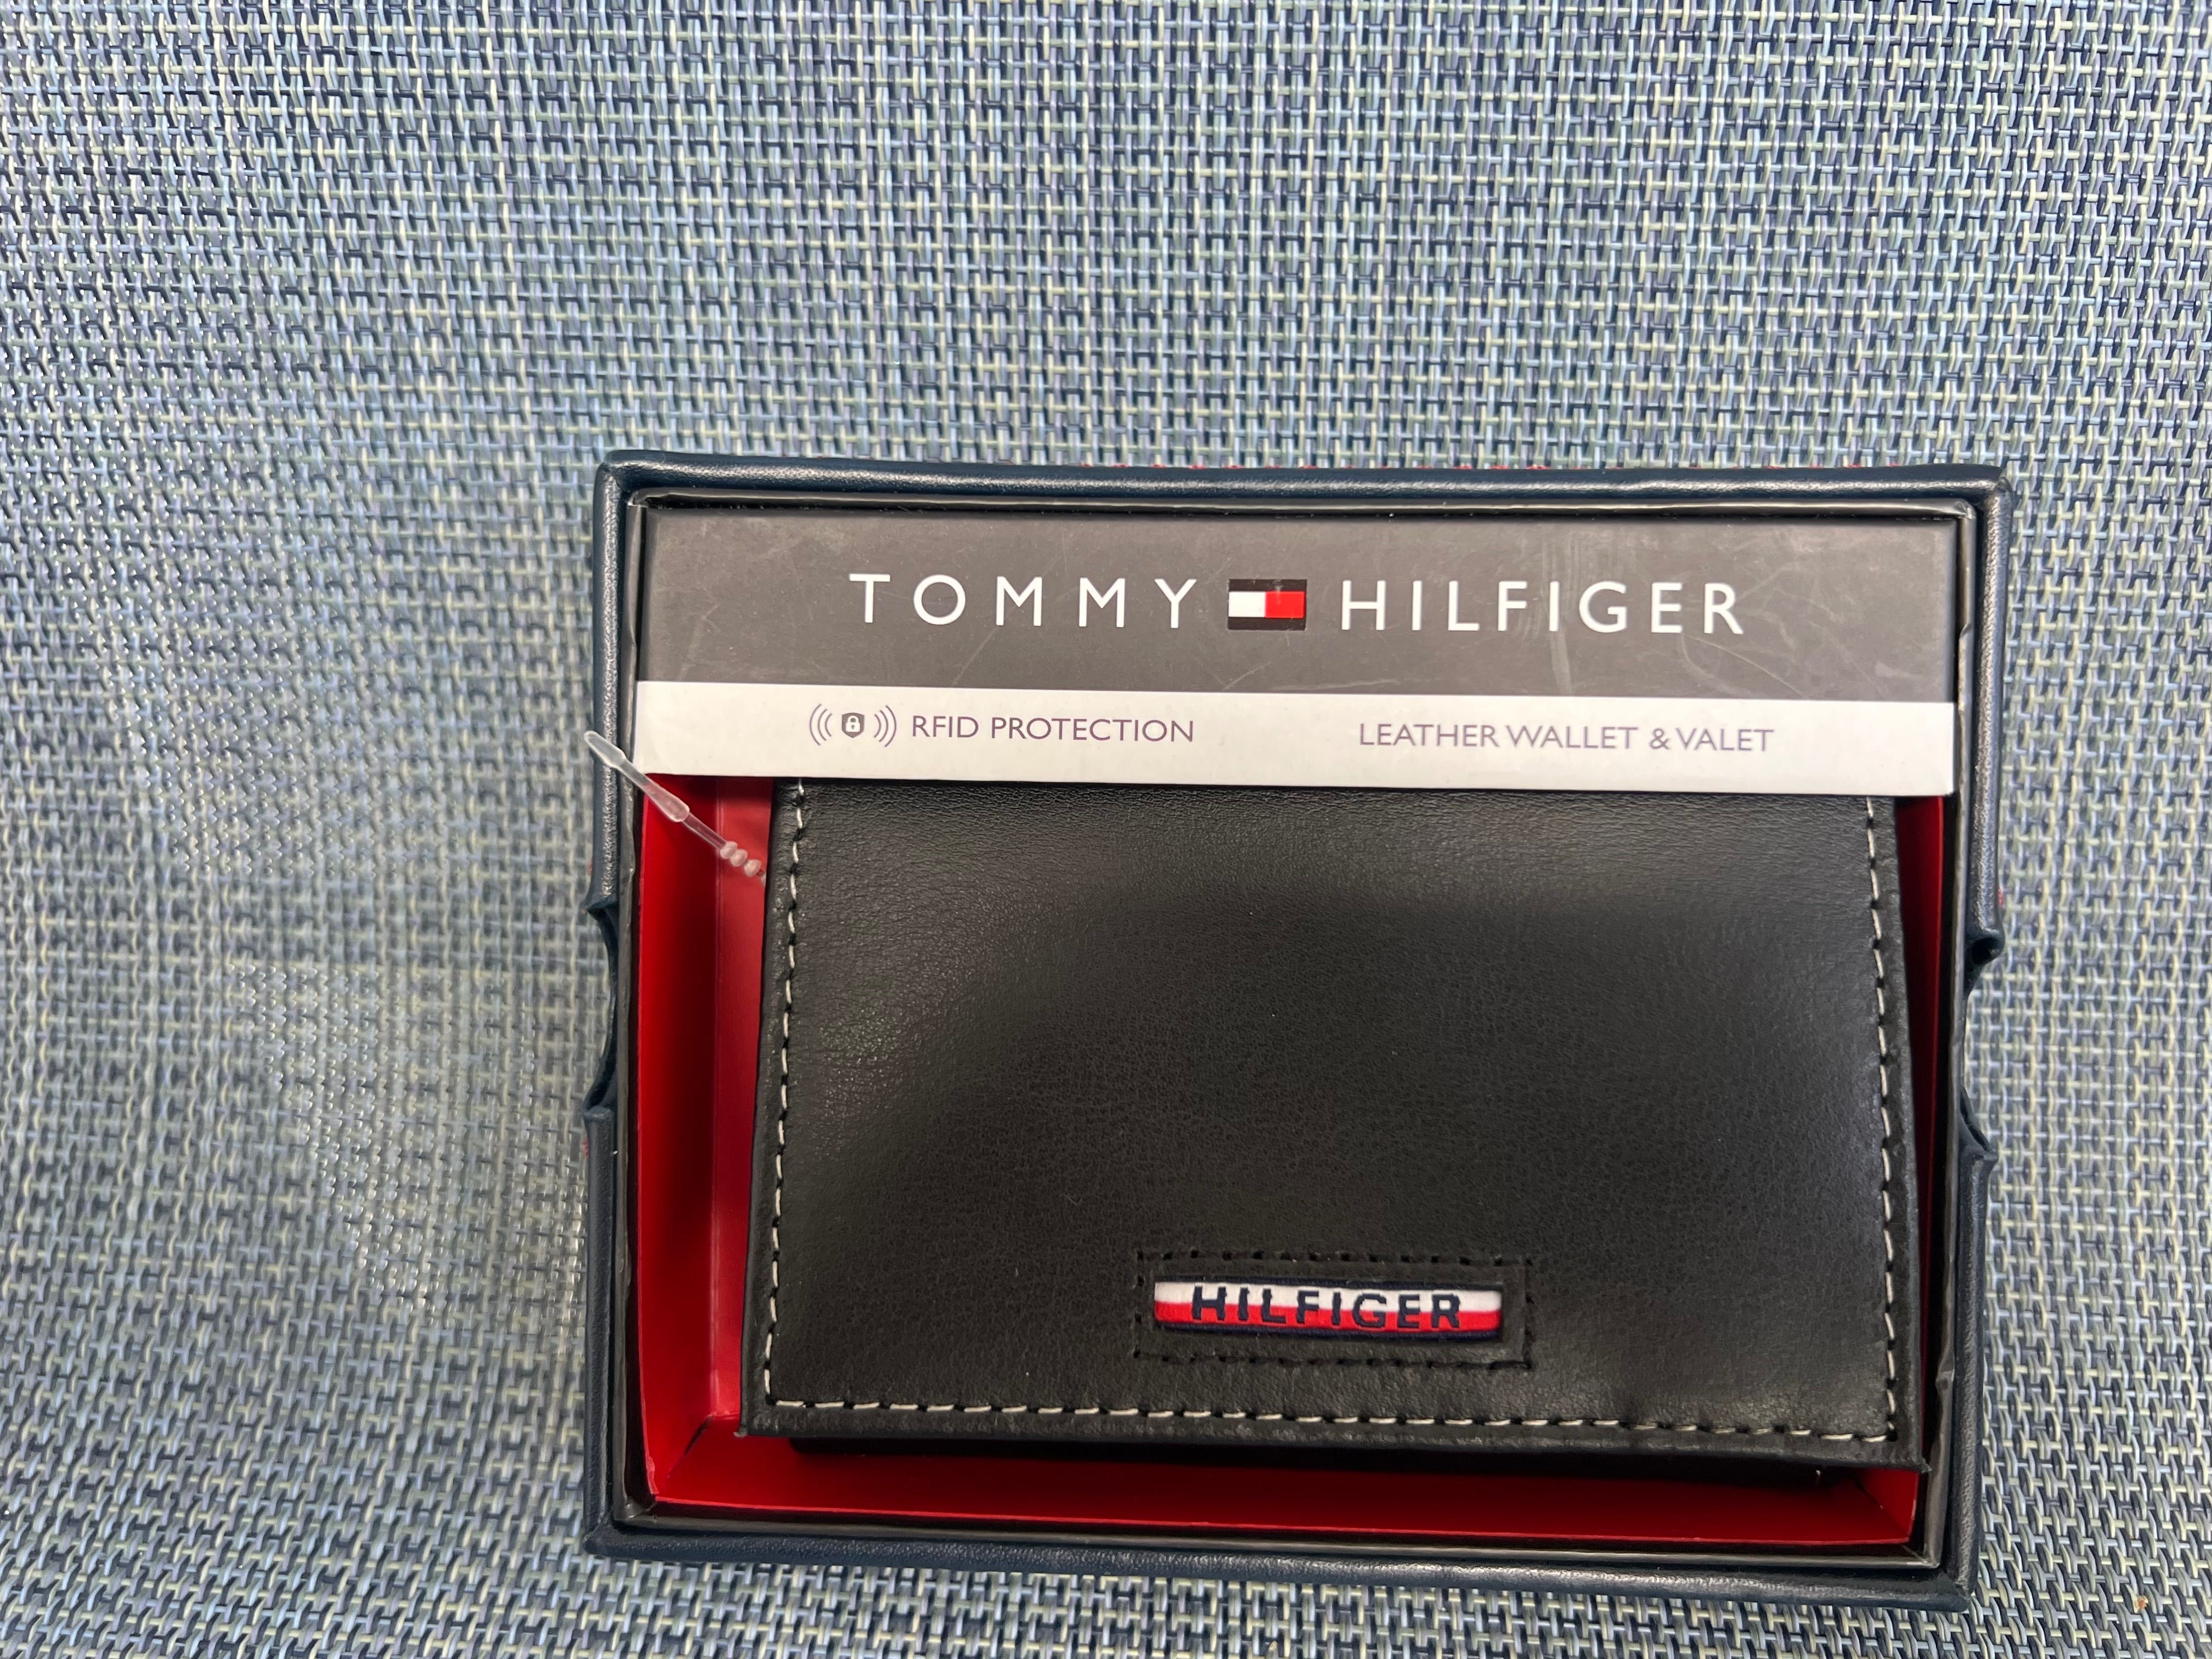 TOMMY HILFIGER
RFID PROTECTION
LEATHER WALLET & VALET
HILFIGER